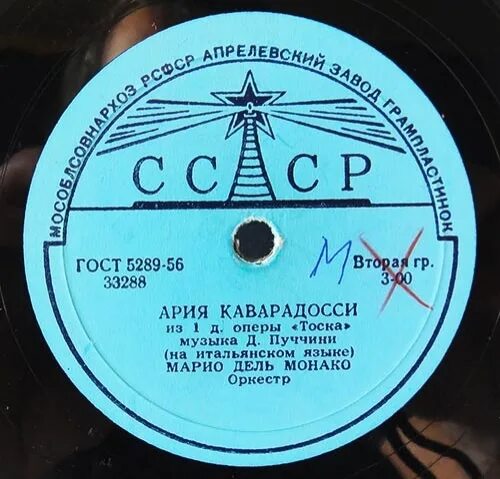 МОСОБЛСОВНАРХОЗ РСФСР АПРЕЛЕВСКИЙ ЗАВОД ГРАМПЛАСТИНОК
СССР
ГОСТ 5289-56
33288
М
Вторая гр.
3-00
АРИЯ КАВАРАДОССИ
из 1 д. оперы «Тоска»
музыка Д. Пуччини
(на итальянском языке)
МАРИО ДЕЛЬ МОНАКО
Оркестр